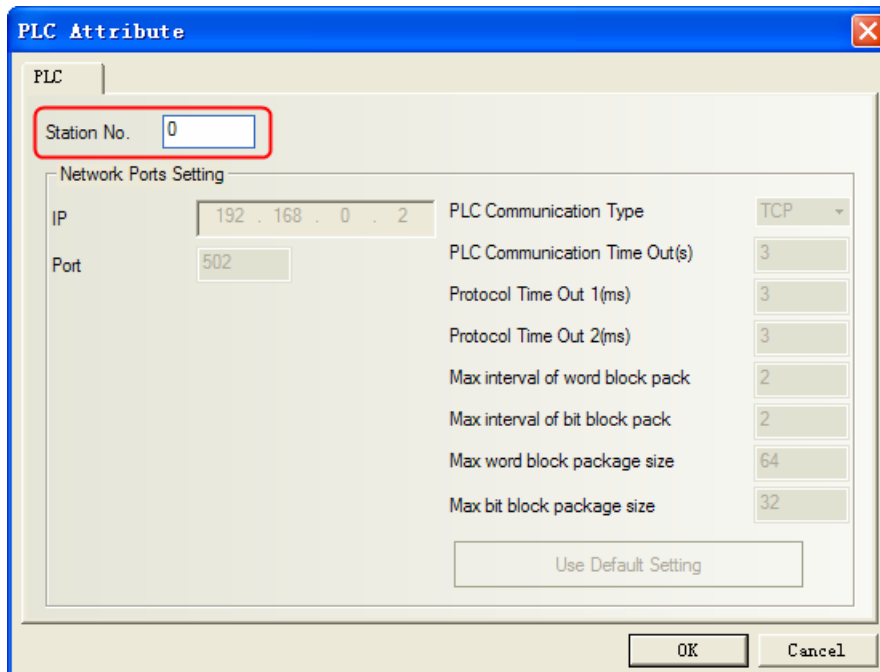 PLC Attribute
PLC
Station No. 0
Network Ports Setting
IP 192 . 168 . 0 . 2
Port 502
PLC Communication Type TCP
PLC Communication Time Out(s) 3
Protocol Time Out 1(ms) 3
Protocol Time Out 2(ms) 3
Max interval of word block pack 2
Max interval of bit block pack 2
Max word block package size 64
Max bit block package size 32
Use Default Setting
OK Cancel